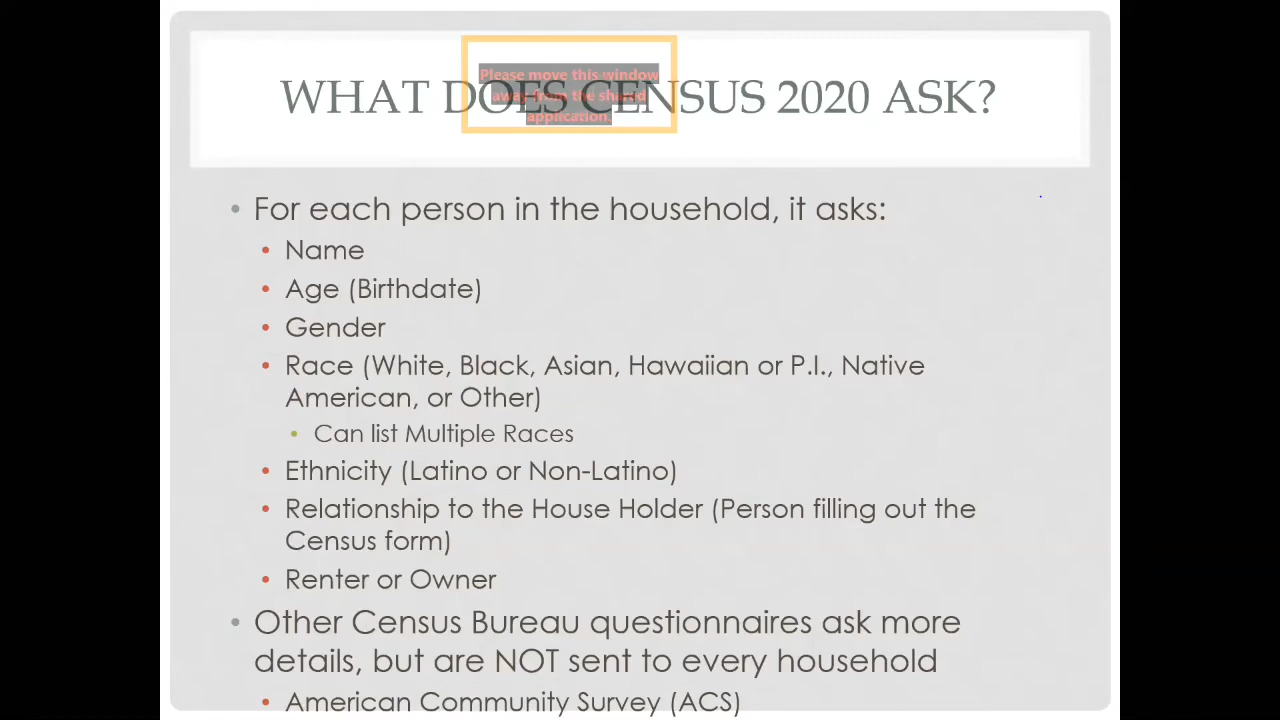 WHAT DOES CENSUS 2020 ASK?
Please move this window
away from the shared
application.
• For each person in the household, it asks:
• Name
• Age (Birthdate)
• Gender
• Race (White, Black, Asian, Hawaiian or P.I., Native
American, or Other)
• Can list Multiple Races
• Ethnicity (Latino or Non-Latino)
• Relationship to the House Holder (Person filling out the
Census form)
• Renter or Owner
• Other Census Bureau questionnaires ask more
details, but are NOT sent to every household
• American Community Survey (ACS)